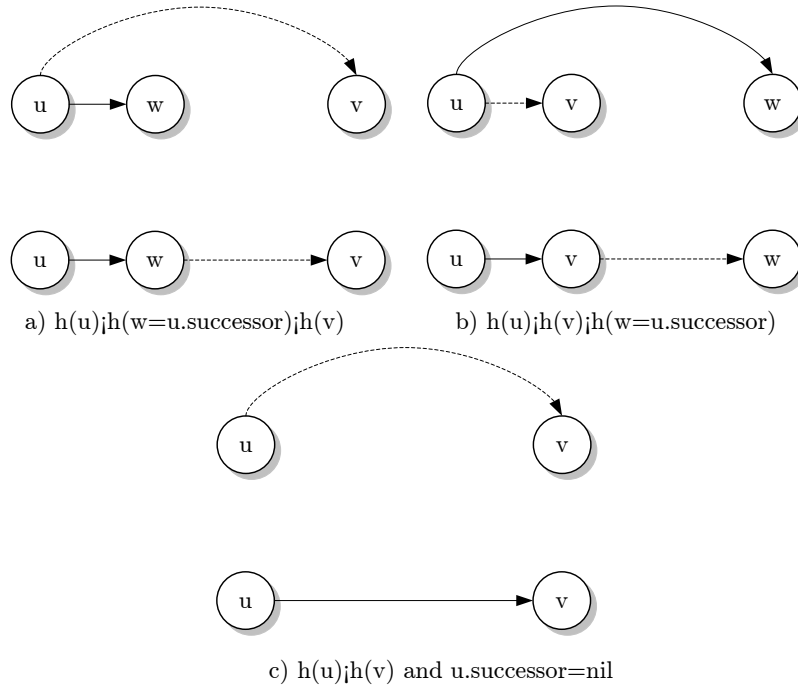 u w v
u v w
u w v
u v w
a) h(u)¡h(w=u.successor)¡h(v)
b) h(u)¡h(v)¡h(w=u.successor)
u v
u v
c) h(u)¡h(v) and u.successor=nil